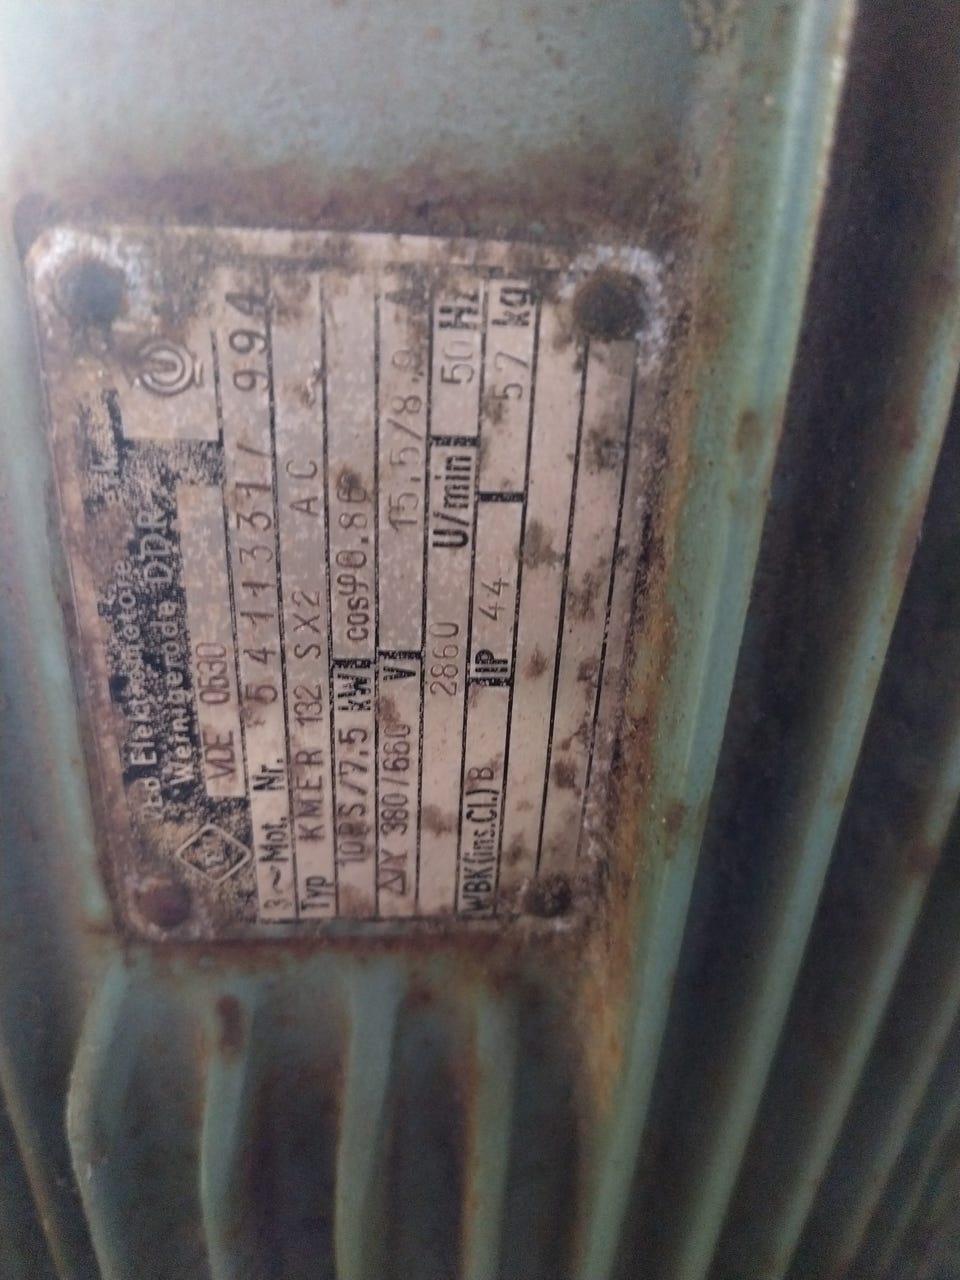 VEB Elektromotore
Wernigerode DDR
VDE 0530
3~Mot. Nr. 5411331/ 994
Typ KMER 132 SX2 AC
10PS/7,5 kW cosφ0,86
Δ/Y 380/660 V 15,5/8,9 A
2860 U/min 50 Hz
WBK(ins.Cl.) B IP 44 57 kg